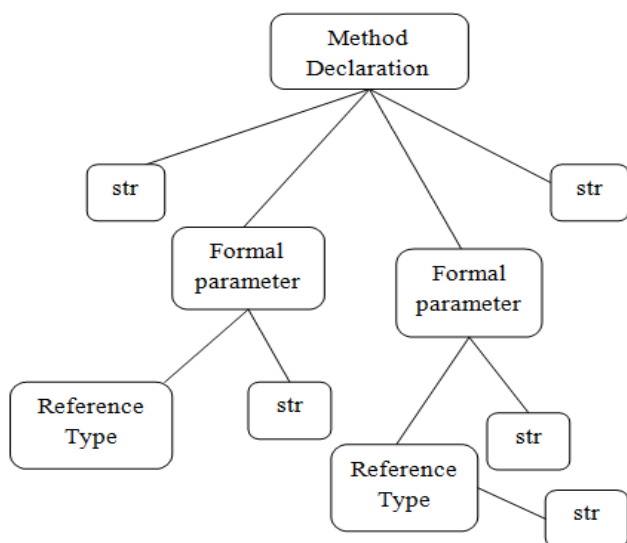 Method
Declaration
str
str
Formal
parameter
Formal
parameter
Reference
Type
str
str
Reference
Type
str